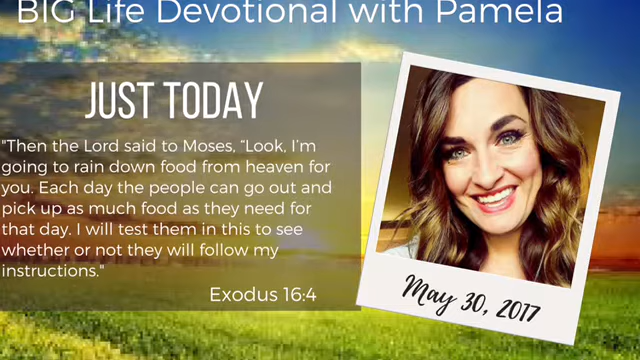 BIG Life Devotional with Pamela
JUST TODAY
"Then the Lord said to Moses, “Look, I’m
going to rain down food from heaven for
you. Each day the people can go out and
pick up as much food as they need for
that day. I will test them in this to see
whether or not they will follow my
instructions."
Exodus 16:4
May 30, 2017